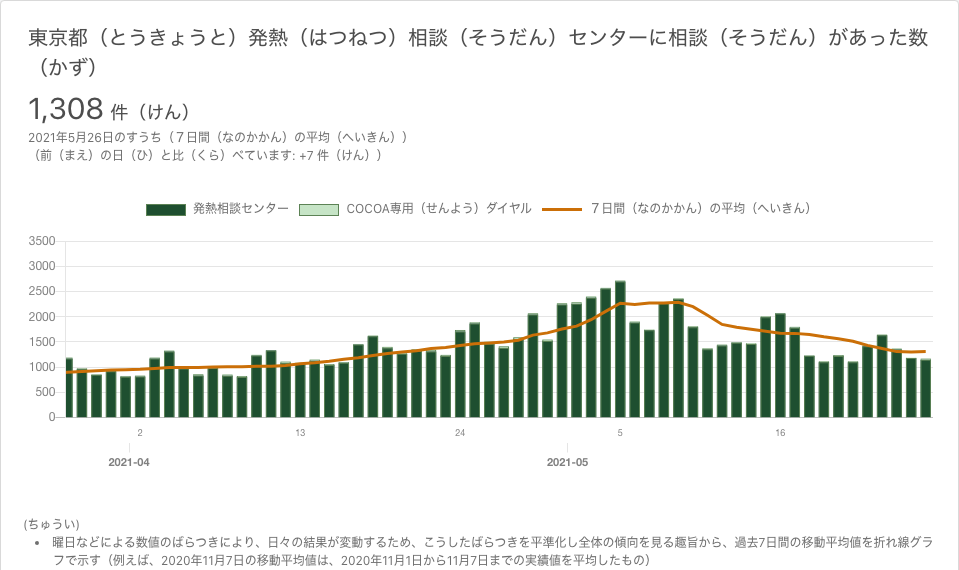 東京都（とうきょうと）発熱（はつねつ）相談（そうだん）センターに相談（そうだん）があった数
（かず）
1,308 件（けん）
2021年5月26日のすうち（７日間（なのかかん）の平均（へいきん））
（前（まえ）の日（ひ）と比（くら）べています: +7 件（けん））
発熱相談センター COCOA専用（せんよう）ダイヤル ７日間（なのかかん）の平均（へいきん）
3500
3000
2500
2000
1500
1000
500
0
2 13 24 5 16
2021-04 2021-05
(ちゅうい)
• 曜日などによる数値のばらつきにより、日々の結果が変動するため、こうしたばらつきを平準化し全体の傾向を見る趣旨から、過去7日間の移動平均値を折れ線グラ
フで示す（例えば、2020年11月7日の移動平均値は、2020年11月1日から11月7日までの実績値を平均したもの）